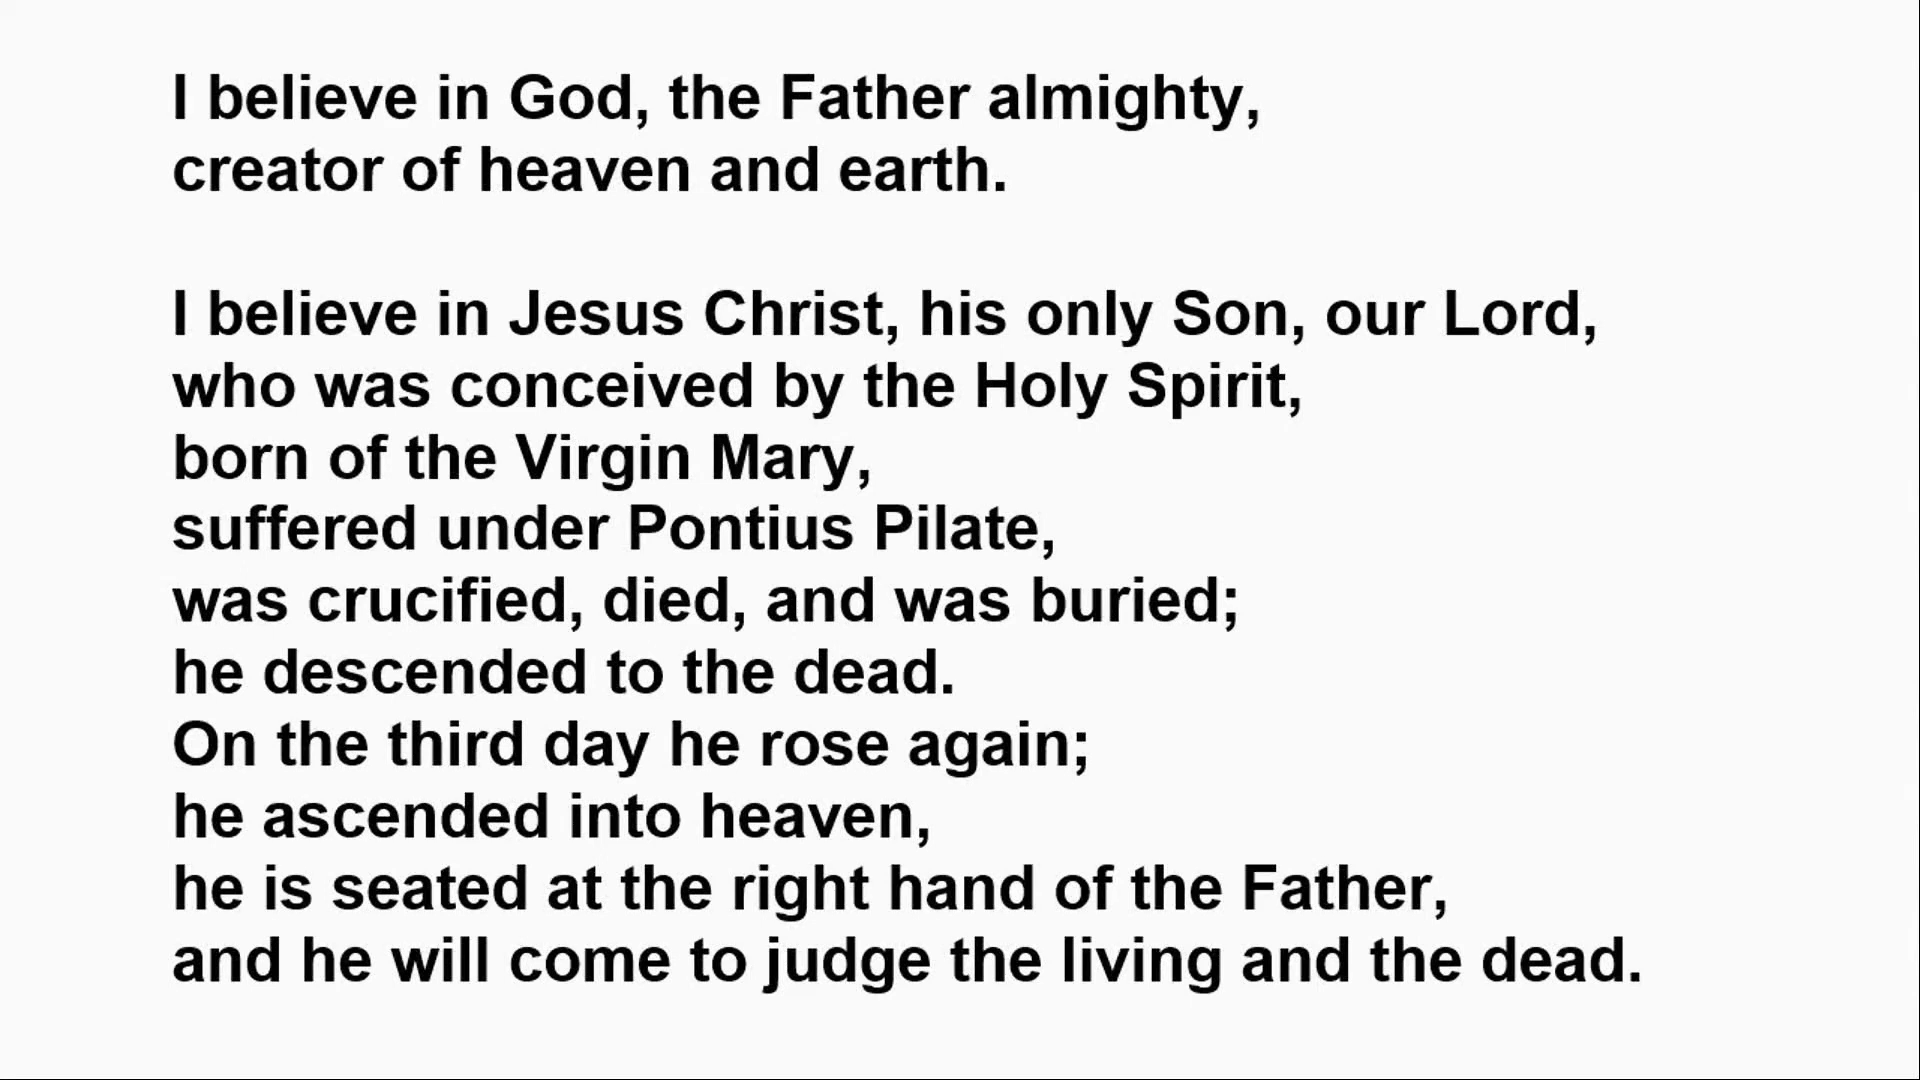 I believe in God, the Father almighty,
creator of heaven and earth.
I believe in Jesus Christ, his only Son, our Lord,
who was conceived by the Holy Spirit,
born of the Virgin Mary,
suffered under Pontius Pilate,
was crucified, died, and was buried;
he descended to the dead.
On the third day he rose again;
he ascended into heaven,
he is seated at the right hand of the Father,
and he will come to judge the living and the dead.